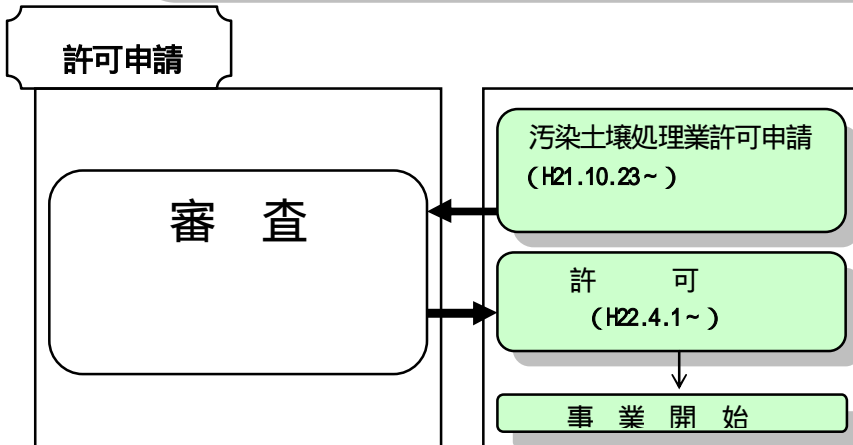 許可申請
審　査
汚染土壌処理業許可申請
（H21.10.23～）
許　　可
（H22.4.1～）
事　業　開　始